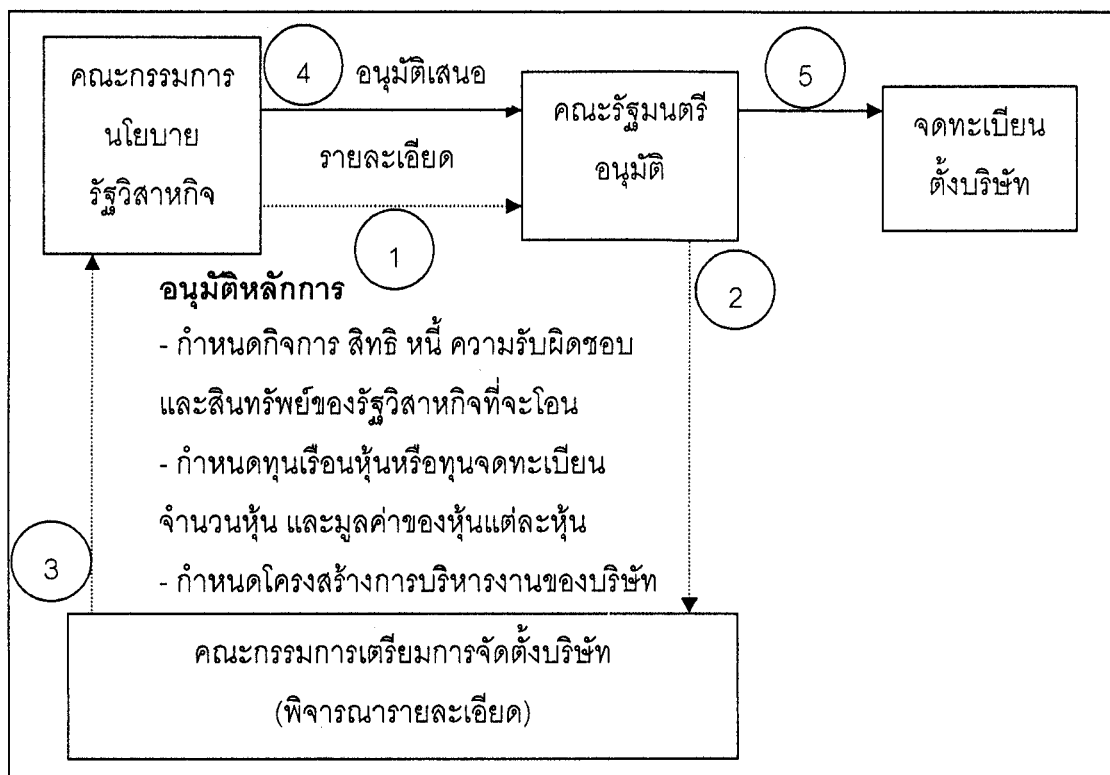 คณะกรรมการ
นโยบาย
รัฐวิสาหกิจ
4
อนุมัติเสนอ
รายละเอียด
1
คณะรัฐมนตรี
อนุมัติ
5
จดทะเบียน
ตั้งบริษัท
2
อนุมัติหลักการ
- กำหนดกิจการ สิทธิ หนี้ ความรับผิดชอบ
และสินทรัพย์ของรัฐวิสาหกิจที่จะโอน
- กำหนดทุนเรือนหุ้นหรือทุนจดทะเบียน
จำนวนหุ้น และมูลค่าของหุ้นแต่ละหุ้น
- กำหนดโครงสร้างการบริหารงานของบริษัท
3
คณะกรรมการเตรียมการจัดตั้งบริษัท
(พิจารณารายละเอียด)